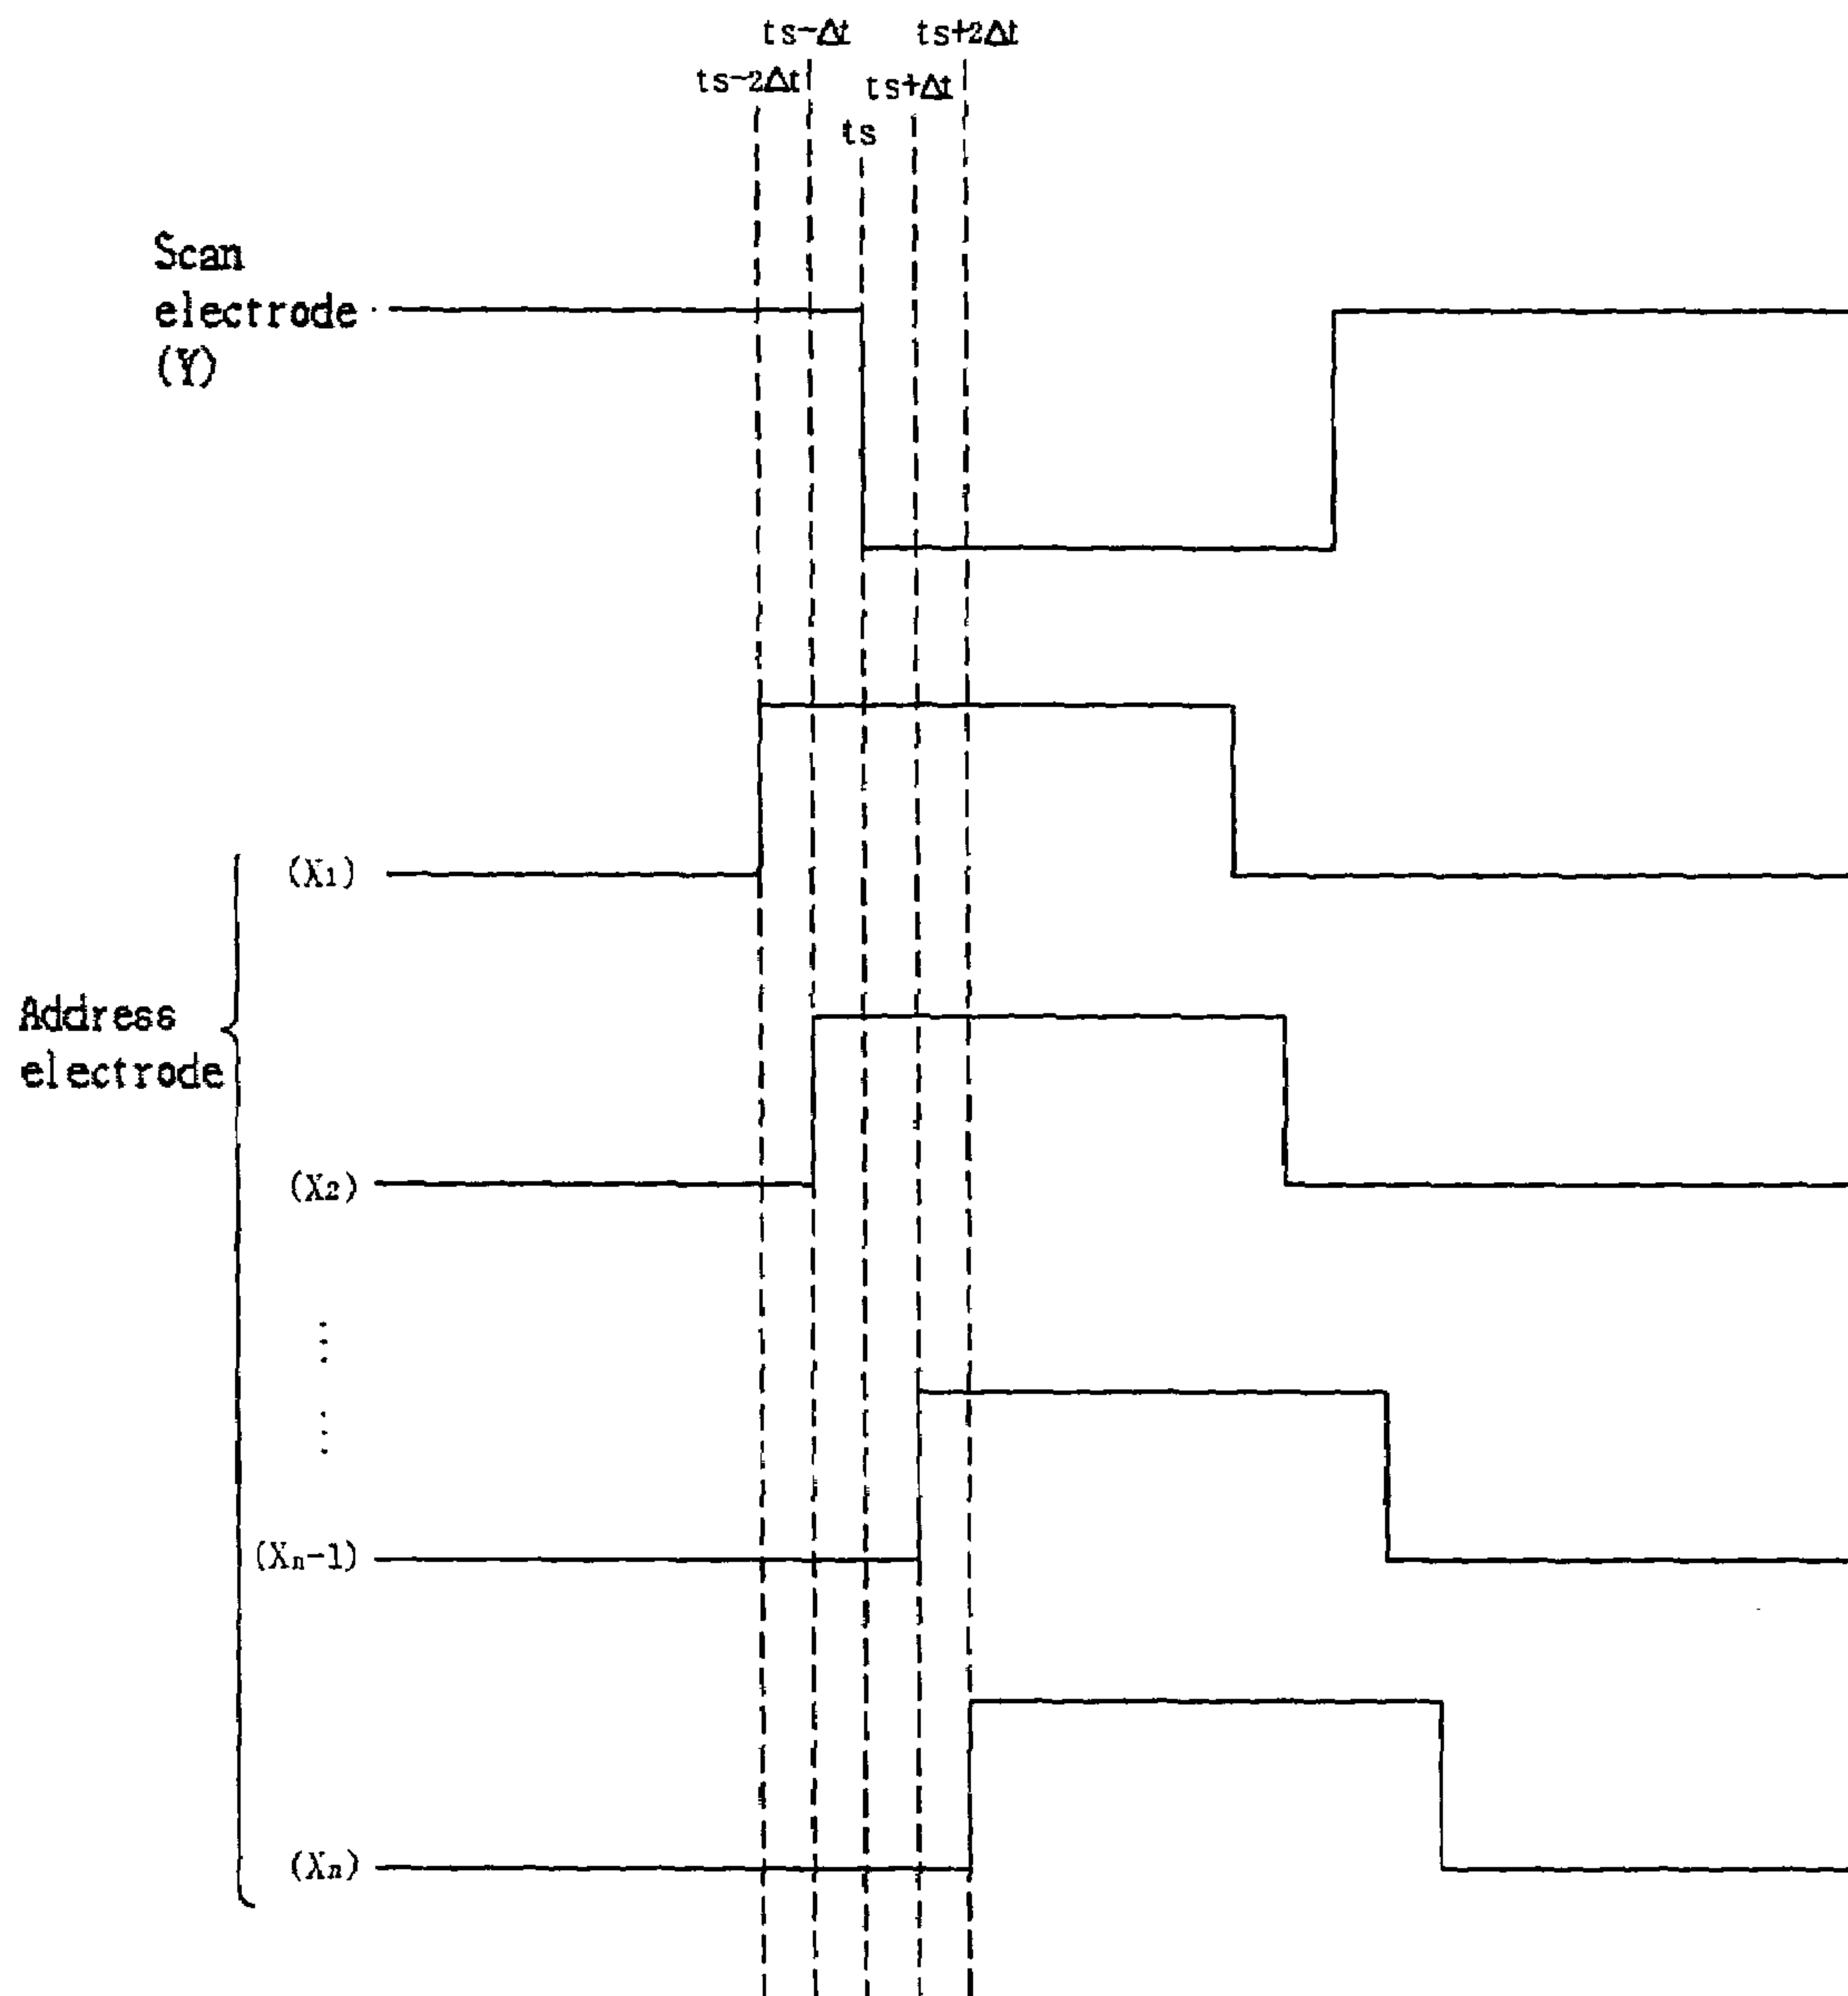 ts-Δt
ts+2Δt
ts-2Δt
ts+Δt
ts
Scan
electrode
(Y)
(X1)
Address
electrode
(X2)
(Xn-1)
(Xn)